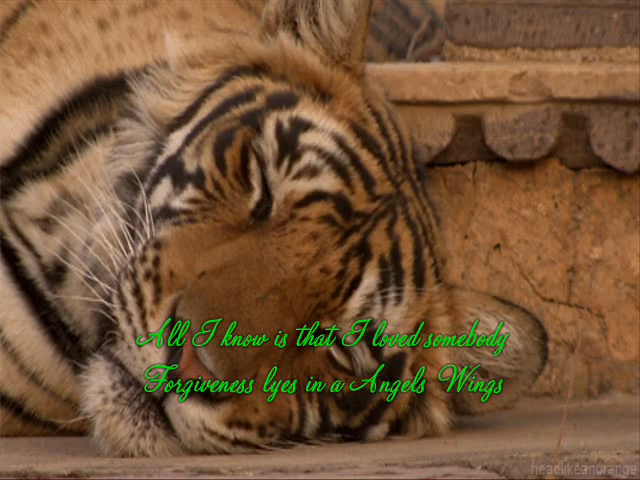 All I know is that I loved somebody
Forgiveness lyes in a Angels Wings
headlikeanorange